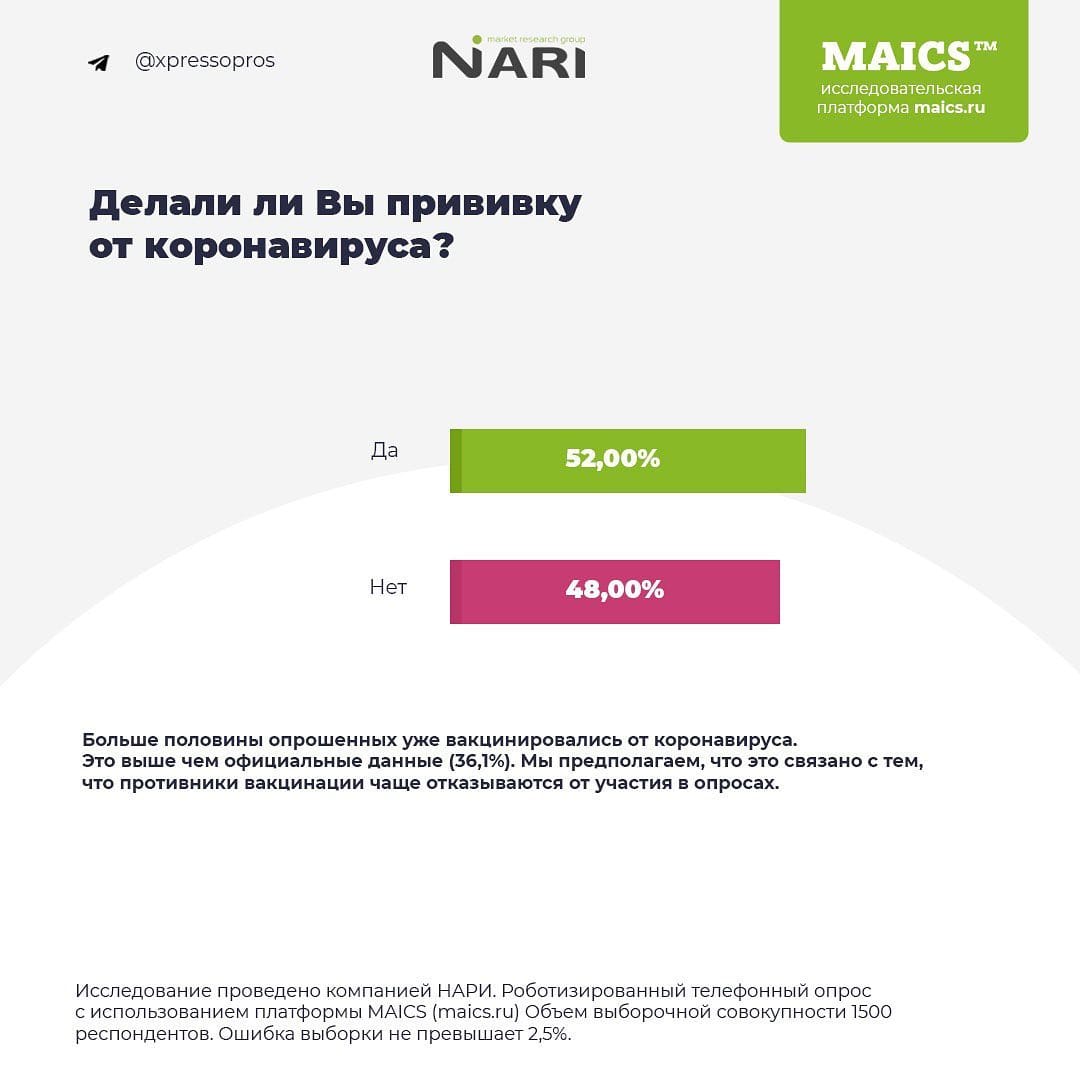 @xpressopros
market research group
NARI
MAICS™
исследовательская
платформа maics.ru
Делали ли Вы прививку
от коронавируса?
Да
52,00%
Нет
48,00%
Больше половины опрошенных уже вакцинировались от коронавируса.
Это выше чем официальные данные (36,1%). Мы предполагаем, что это связано с тем,
что противники вакцинации чаще отказываются от участия в опросах.
Исследование проведено компанией НАРИ. Роботизированный телефонный опрос
с использованием платформы MAICS (maics.ru) Объем выборочной совокупности 1500
респондентов. Ошибка выборки не превышает 2,5%.